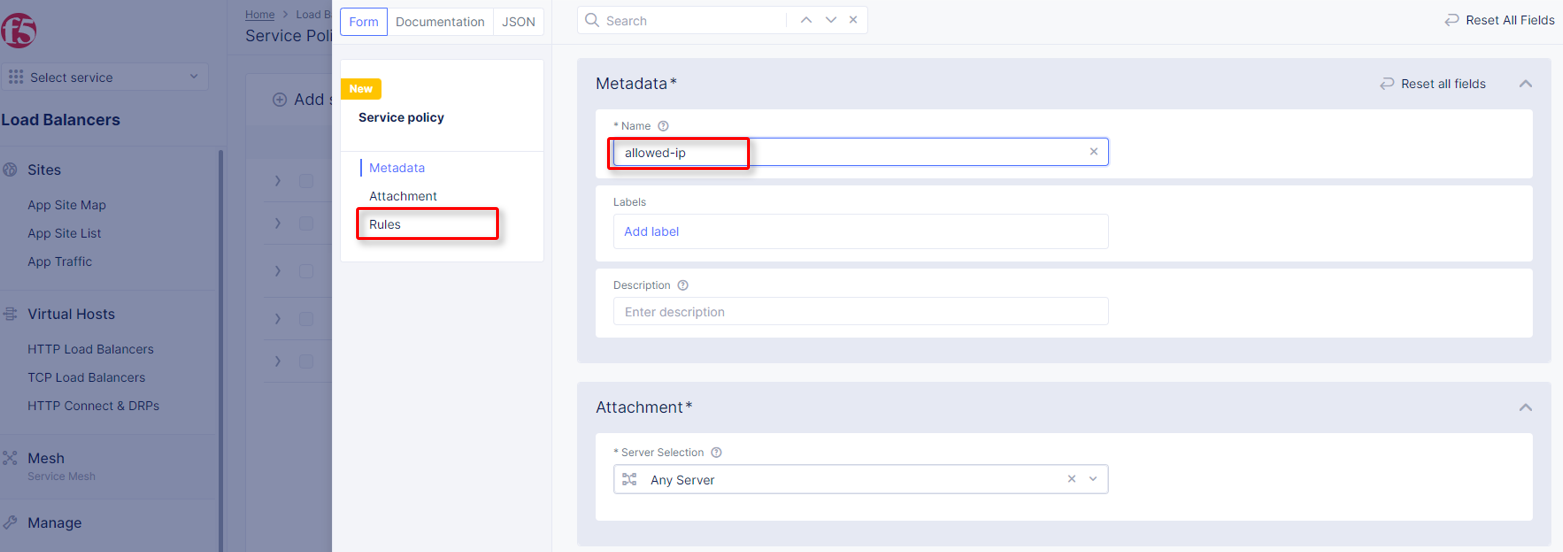 f5
Select service
Load Balancers
Sites
App Site Map
App Site List
App Traffic
Virtual Hosts
HTTP Load Balancers
TCP Load Balancers
HTTP Connect & DRPs
Mesh
Service Mesh
Manage
Home > Load B
Service Poli
Add s
Form Documentation JSON
New
Service policy
Metadata
Attachment
Rules
Search
Reset All Fields
Metadata*
Reset all fields
* Name
allowed-ip
Labels
Add label
Description
Enter description
Attachment*
* Server Selection
Any Server